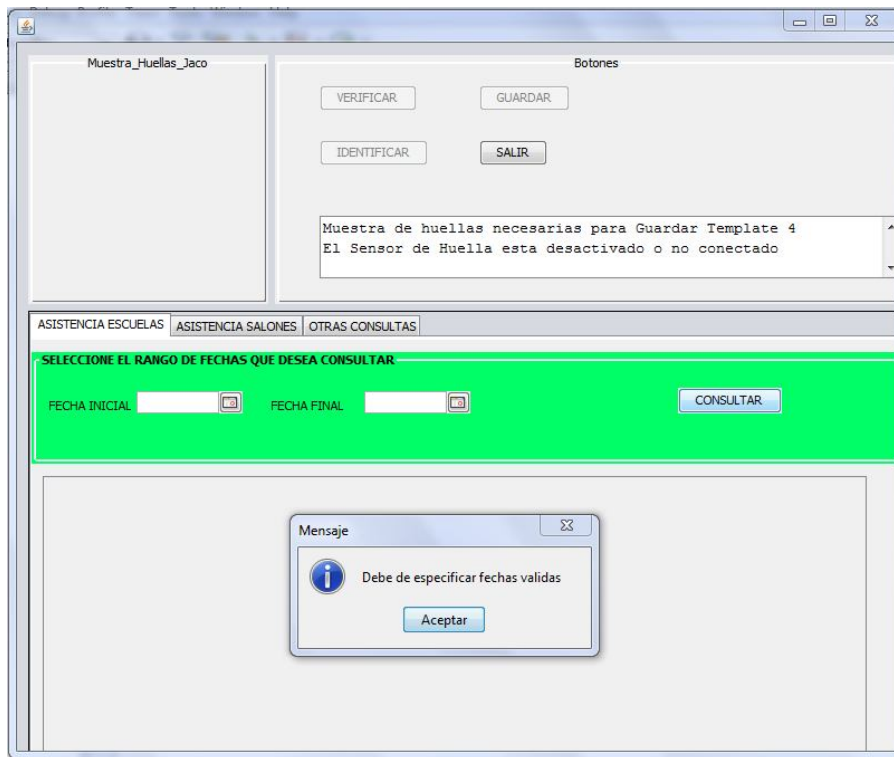 Muestra_Huellas_Jaco
Botones
VERIFICAR
GUARDAR
IDENTIFICAR
SALIR
Muestra de huellas necesarias para Guardar Template 4
El Sensor de Huella esta desactivado o no conectado
ASISTENCIA ESCUELAS
ASISTENCIA SALONES
OTRAS CONSULTAS
SELECCIONE EL RANGO DE FECHAS QUE DESEA CONSULTAR
FECHA INICIAL
FECHA FINAL
CONSULTAR
Mensaje
Debe de especificar fechas validas
Aceptar